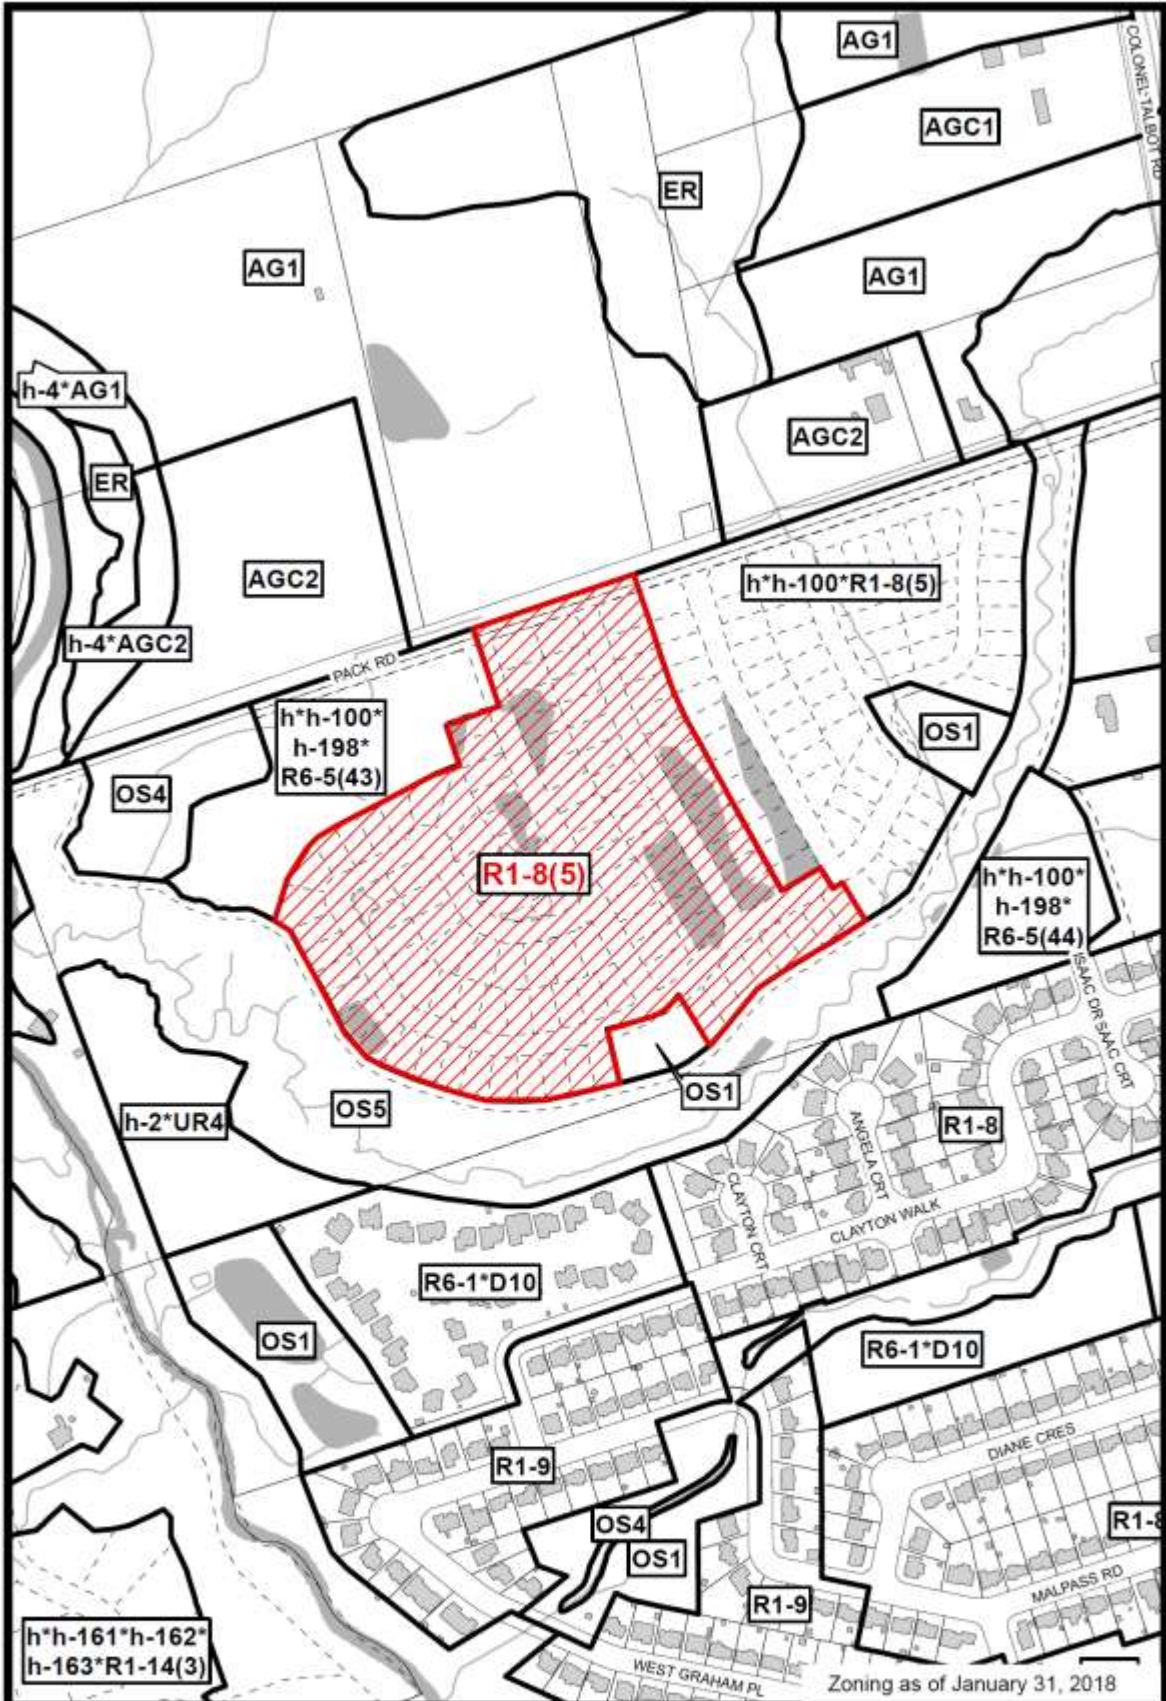 AG1
COLONEL TALBOT RD
AGC1
ER
AG1
AG1
h-4*AG1
AGC2
ER
AGC2
h*h-100*R1-8(5)
h-4*AGC2
PACK RD
h*h-100*
h-198*
R6-5(43)
OS1
OS4
R1-8(5)
h*h-100*
h-198*
R6-5(44)
ISAAC DR
ISAAC CRT
OS1
OS5
h-2*UR4
R1-8
ANGELA CRT
CLAYTON CRT
CLAYTON WALK
R6-1*D10
OS1
R6-1*D10
DIANE CRES
R1-9
OS4
R1-8
OS1
MALPASS RD
R1-9
h*h-161*h-162*
h-163*R1-14(3)
WEST GRAHAM PL
Zoning as of January 31, 2018